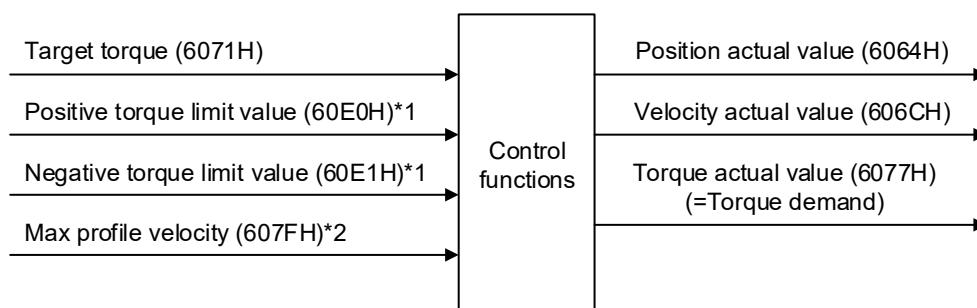 Target torque (6071H)
Positive torque limit value (60E0H)*1
Negative torque limit value (60E1H)*1
Max profile velocity (607FH)*2
Control
functions
Position actual value (6064H)
Velocity actual value (606CH)
Torque actual value (6077H)
(=Torque demand)